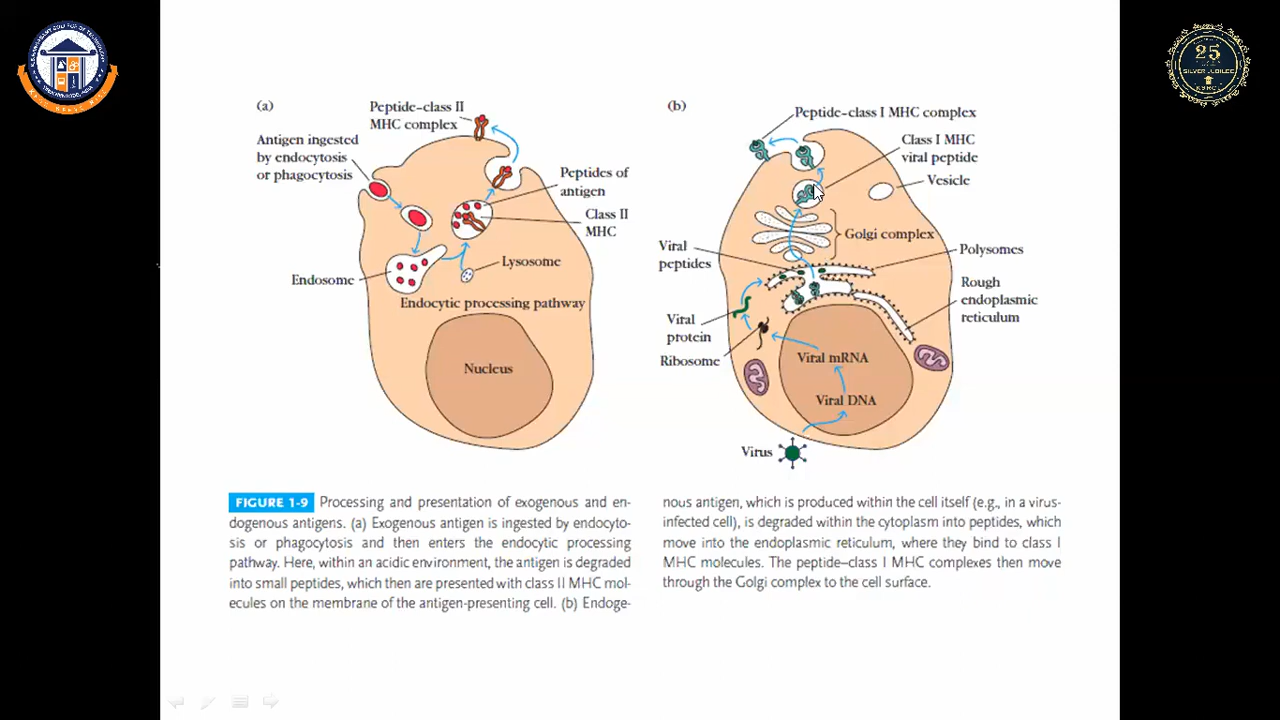 (a)
Peptide–class II
MHC complex
Antigen ingested
by endocytosis
or phagocytosis
Peptides of
antigen
Class II
MHC
Lysosome
Endosome
Endocytic processing pathway
Nucleus
(b)
Peptide–class I MHC complex
Class I MHC
viral peptide
Vesicle
Golgi complex
Viral
peptides
Polysomes
Rough
endoplasmic
reticulum
Viral
protein
Ribosome
Viral mRNA
Viral DNA
Virus
FIGURE 1-9 Processing and presentation of exogenous and en-
dogenous antigens. (a) Exogenous antigen is ingested by endocyto-
sis or phagocytosis and then enters the endocytic processing
pathway. Here, within an acidic environment, the antigen is degraded
into small peptides, which then are presented with class II MHC mol-
ecules on the membrane of the antigen-presenting cell. (b) Endoge-
nous antigen, which is produced within the cell itself (e.g., in a virus-
infected cell), is degraded within the cytoplasm into peptides, which
move into the endoplasmic reticulum, where they bind to class I
MHC molecules. The peptide–class I MHC complexes then move
through the Golgi complex to the cell surface.
25
SILVER JUBILEE